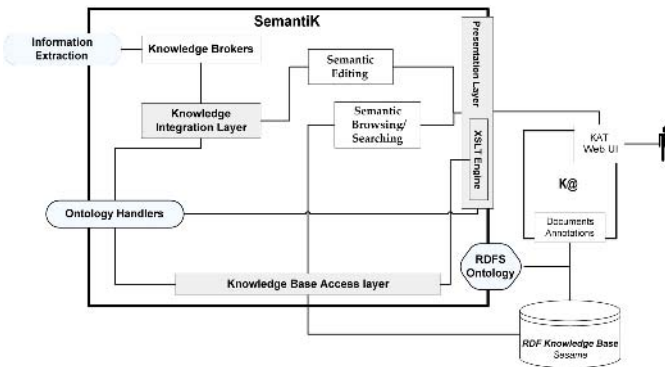 SemantiK
Information
Extraction
Knowledge Brokers
Semantic
Editing
Knowledge
Integration Layer
Semantic
Browsing/
Searching
Presentation Layer
XSLT Engine
KAT
Web UI
K@
Ontology Handlers
Documents
Annotations
RDFS
Ontology
Knowledge Base Access layer
RDF Knowledge Base
Sesame